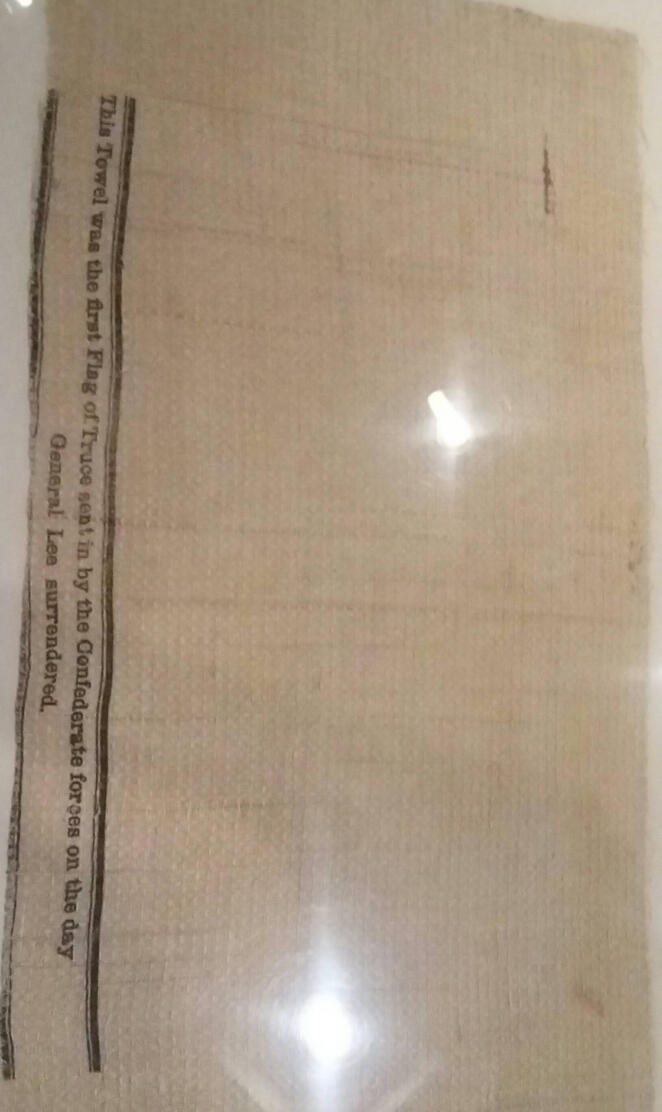 This Towel was the first Flag of Truce sent in by the Confederate forces on the day
General Lee surrendered.